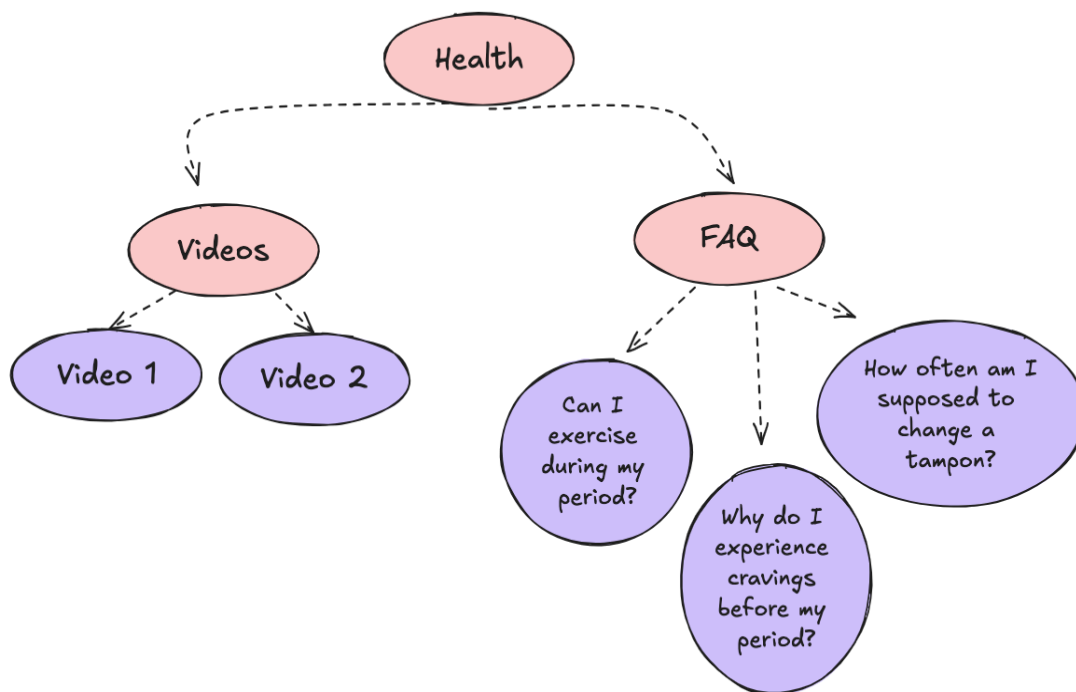 Health
Videos
FAQ
Video 1
Video 2
Can I
exercise
during my
period?
Why do I
experience
cravings
before my
period?
How often am I
supposed to
change a
tampon?